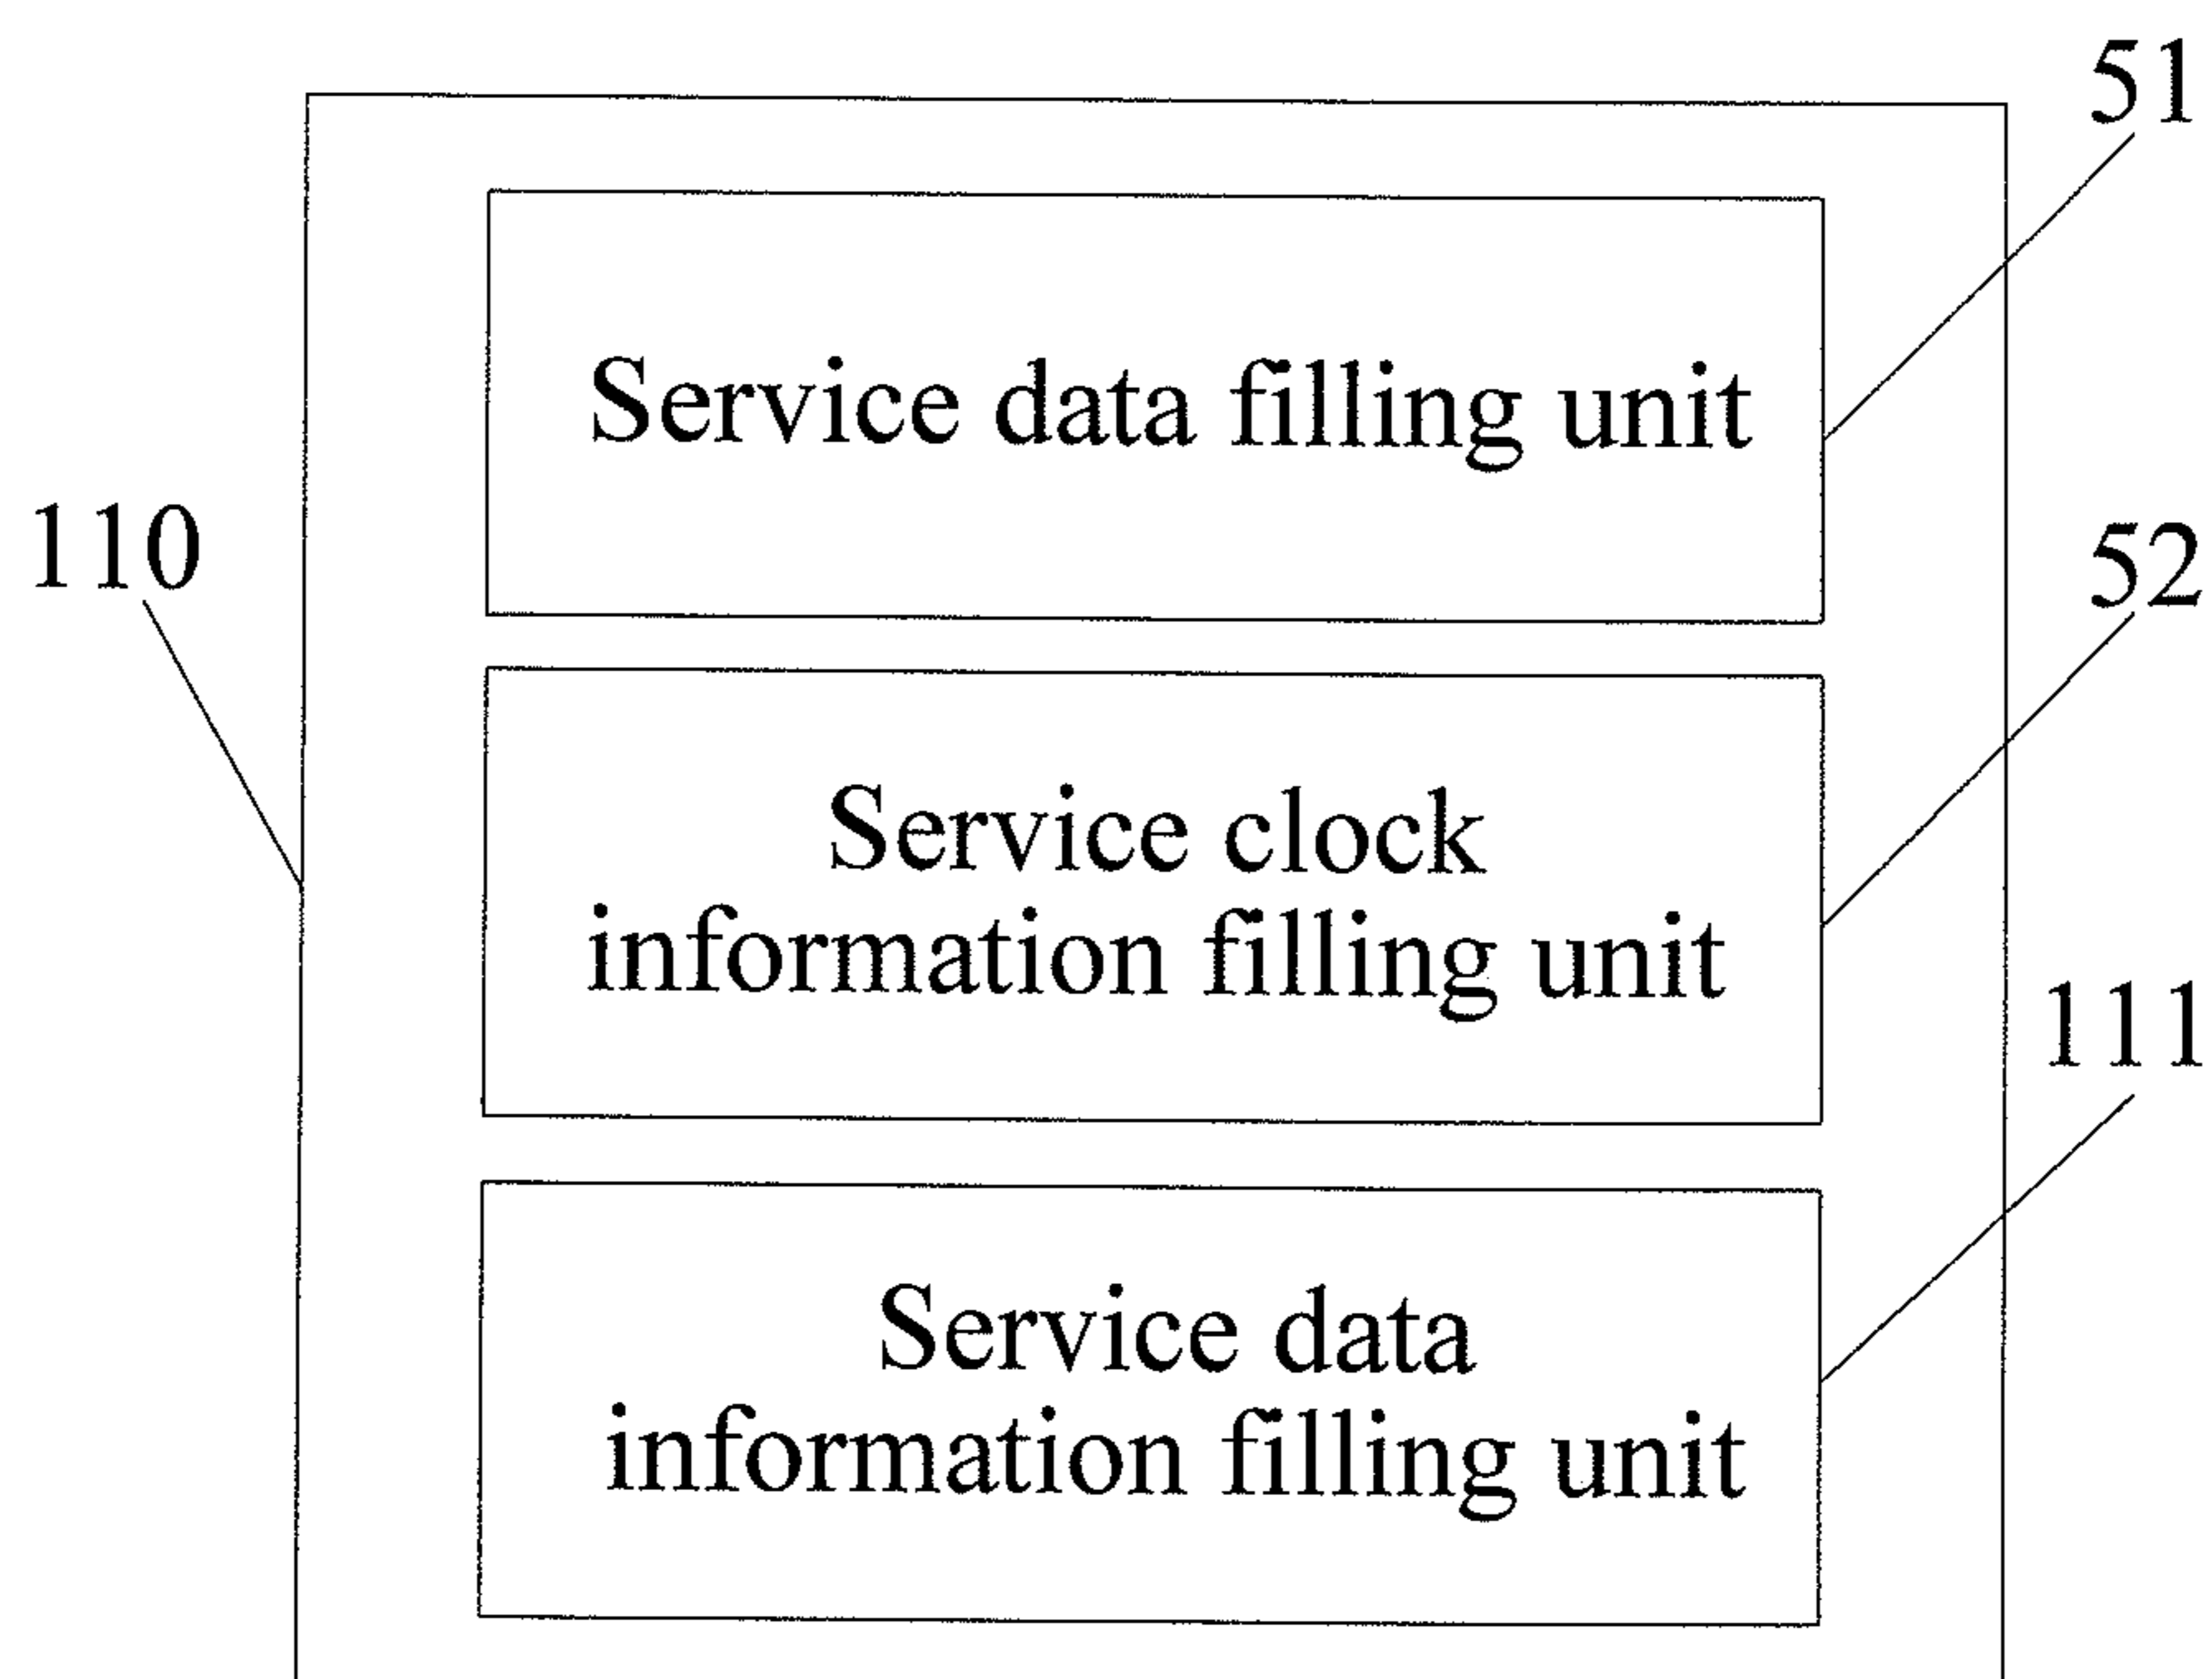 51
Service data filling unit
110
52
Service clock
information filling unit
111
Service data
information filling unit